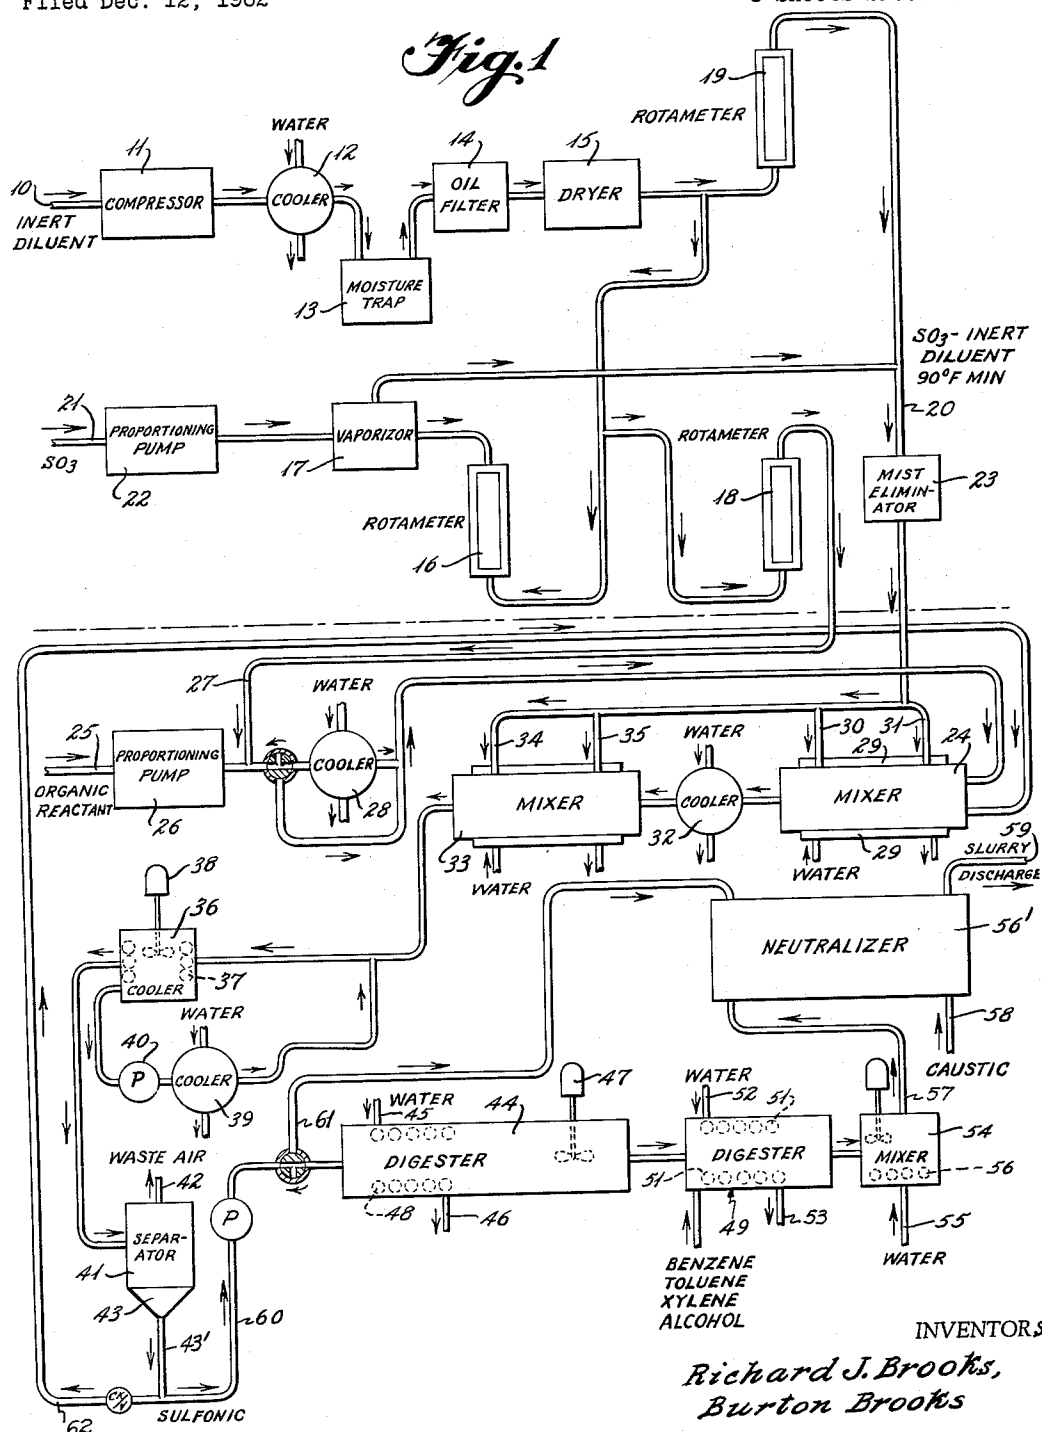 Filed Dec. 12, 1962
Fig. 1
19
ROTAMETER
WATER
12
14
15
11
10
COMPRESSOR
COOLER
OIL
FILTER
DRYER
INERT
DILUENT
MOISTURE
TRAP
13
SO3- INERT
DILUENT
90°F MIN
20
21
PROPORTIONING
PUMP
VAPORIZOR
ROTAMETER
SO3
22
17
MIST
ELIMIN-
ATOR
23
18
ROTAMETER
16
27
WATER
25
PROPORTIONING
PUMP
COOLER
34
35
WATER
30
31
29
24
ORGANIC
REACTANT
26
28
MIXER
COOLER
32
MIXER
33
29
59
SLURRY
DISCHARGE
WATER
WATER
38
36
37
COOLER
NEUTRALIZER
56'
WATER
40
P
COOLER
39
58
CAUSTIC
57
47
WATER
45
44
WATER
52
51
61
DIGESTER
DIGESTER
54
MIXER
56
WASTE AIR
42
48
46
51
49
53
55
WATER
P
SEPAR-
ATOR
41
43
BENZENE
TOLUENE
XYLENE
ALCOHOL
43'
60
INVENTORS
Richard J. Brooks,
Burton Brooks
62
SULFONIC